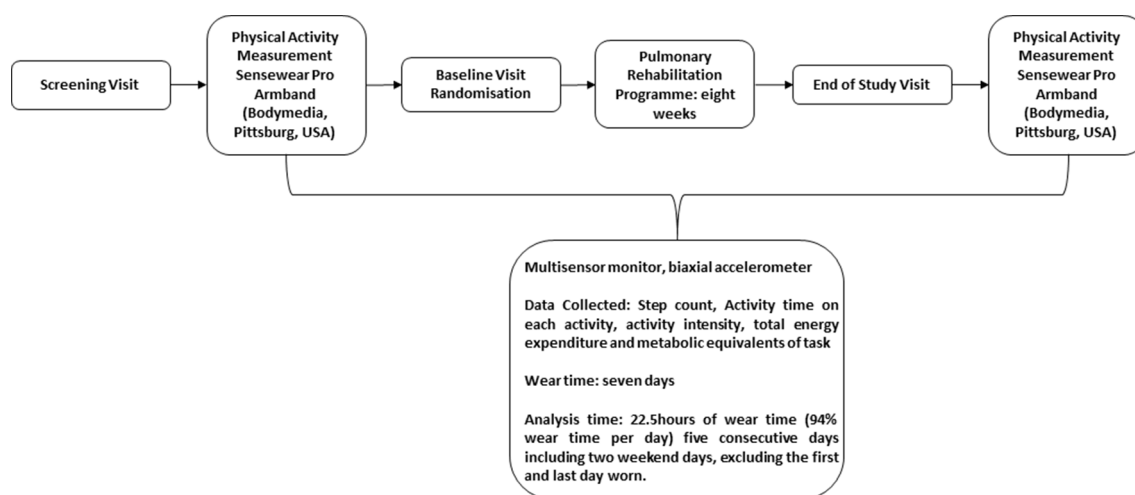 Screening Visit
Physical Activity
Measurement
Sensewear Pro
Armband
(Bodymedia,
Pittsburg, USA)
Baseline Visit
Randomisation
Pulmonary
Rehabilitation
Programme: eight
weeks
End of Study Visit
Physical Activity
Measurement
Sensewear Pro
Armband
(Bodymedia,
Pittsburg, USA)
Multisensor monitor, biaxial accelerometer
Data Collected: Step count, Activity time on
each activity, activity intensity, total energy
expenditure and metabolic equivalents of task
Wear time: seven days
Analysis time: 22.5hours of wear time (94%
wear time per day) five consecutive days
including two weekend days, excluding the first
and last day worn.